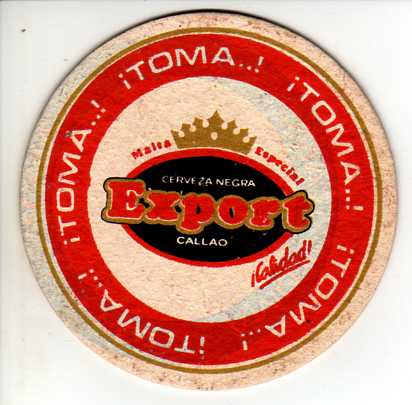 ¡TOMA..!
¡TOMA...!
¡TOMA...!
¡TOMA..!
¡TOMA..!
¡TOMA..!
Malta Especial
CERVEZA NEGRA
Export
CALLAO
¡Calidad!